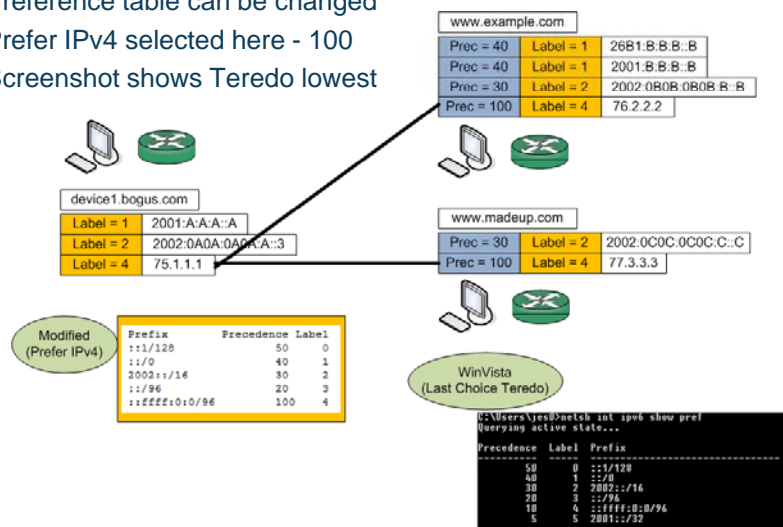 Preference table can be changed
Prefer IPv4 selected here - 100
Screenshot shows Teredo lowest
www.example.com
Prec = 40 Label = 1 26B1:B:B:B::B
Prec = 40 Label = 1 2001:B:B:B::B
Prec = 30 Label = 2 2002:0B0B:0B0B:B::B
Prec = 100 Label = 4 76.2.2.2
device1.bogus.com
Label = 1 2001:A:A:A::A
Label = 2 2002:0A0A:0A0A:A::3
Label = 4 75.1.1.1
www.madeup.com
Prec = 30 Label = 2 2002:0C0C:0C0C:C::C
Prec = 100 Label = 4 77.3.3.3
Modified
(Prefer IPv4)
Prefix Precedence Label
::1/128 50 0
::/0 40 1
2002::/16 30 2
::/96 20 3
::ffff:0:0/96 100 4
WinVista
(Last Choice Teredo)
C:\Users\jes0>netsh int ipv6 show pref
Querying active state...
Precedence Label Prefix
---------- ----- --------------------------------
50 0 ::1/128
40 1 ::/0
30 2 2002::/16
20 3 ::/96
10 4 ::ffff:0:0/96
5 5 2001::/32